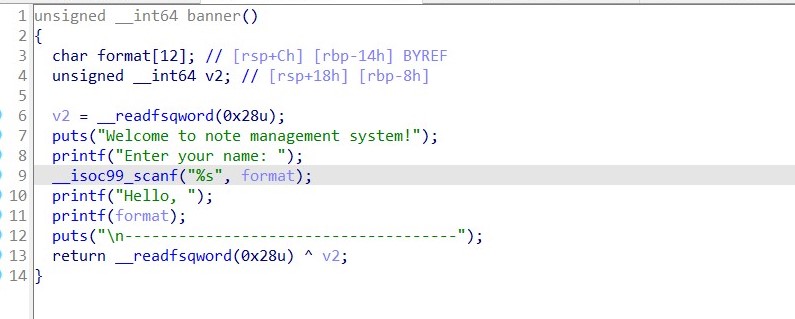 1 unsigned __int64 banner()
2 {
3 char format[12]; // [rsp+Ch] [rbp-14h] BYREF
4 unsigned __int64 v2; // [rsp+18h] [rbp-8h]
5
6 v2 = __readfsqword(0x28u);
7 puts("Welcome to note management system!");
8 printf("Enter your name: ");
9 __isoc99_scanf("%s", format);
10 printf("Hello, ");
11 printf(format);
12 puts("\n------------------------------------");
13 return __readfsqword(0x28u) ^ v2;
14 }